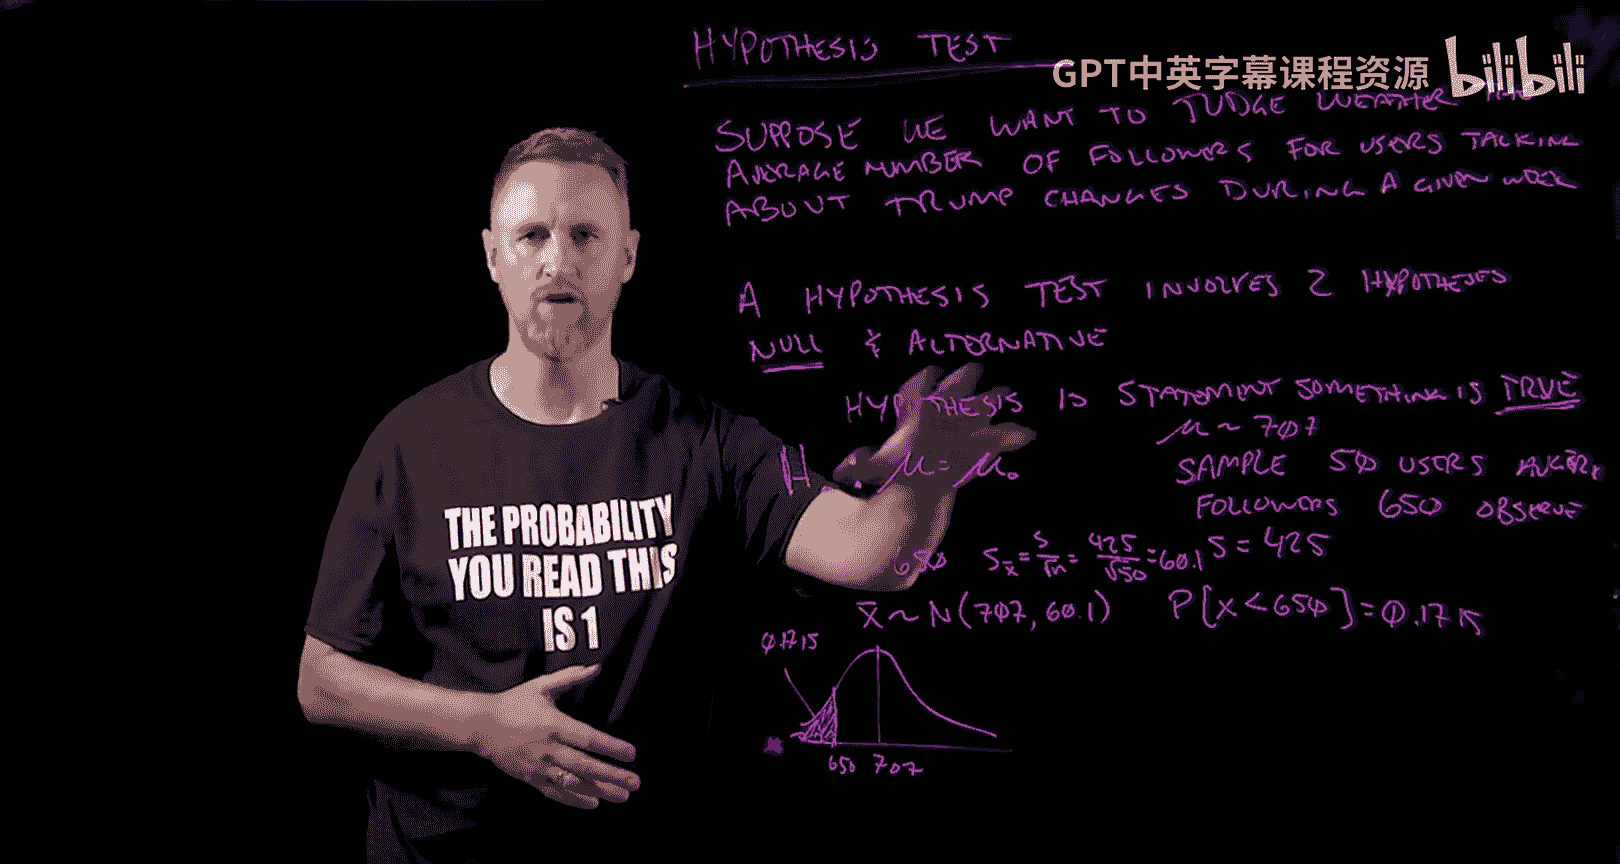 HYPOTHESIS TEST
GPT中英字幕课程资源 bilibili
SUPPOSE WE WANT TO JUDGE WEATHER
AVERAGE NUMBER OF FOLLOWERS FOR USERS TALKING
ABOUT TRUMP CHANGES DURING A GIVEN WEEK
A HYPOTHESIS TEST INVOLVES 2 HYPOTHESES
NULL & ALTERNATIVE
HYPOTHESIS IS STATEMENT SOMETHING IS TRUE
μ ~ 707
H : μ = μ₀
SAMPLE 50 USERS
FOLLOWERS 650 OBSERVE
650 S_x̄ = S/√n = 425/√50 = 60.1 S = 425
x̄ ~ N(707, 60.1) P[x < 650] = 0.1715
0.1715
650 707
THE PROBABILITY
YOU READ THIS
IS 1